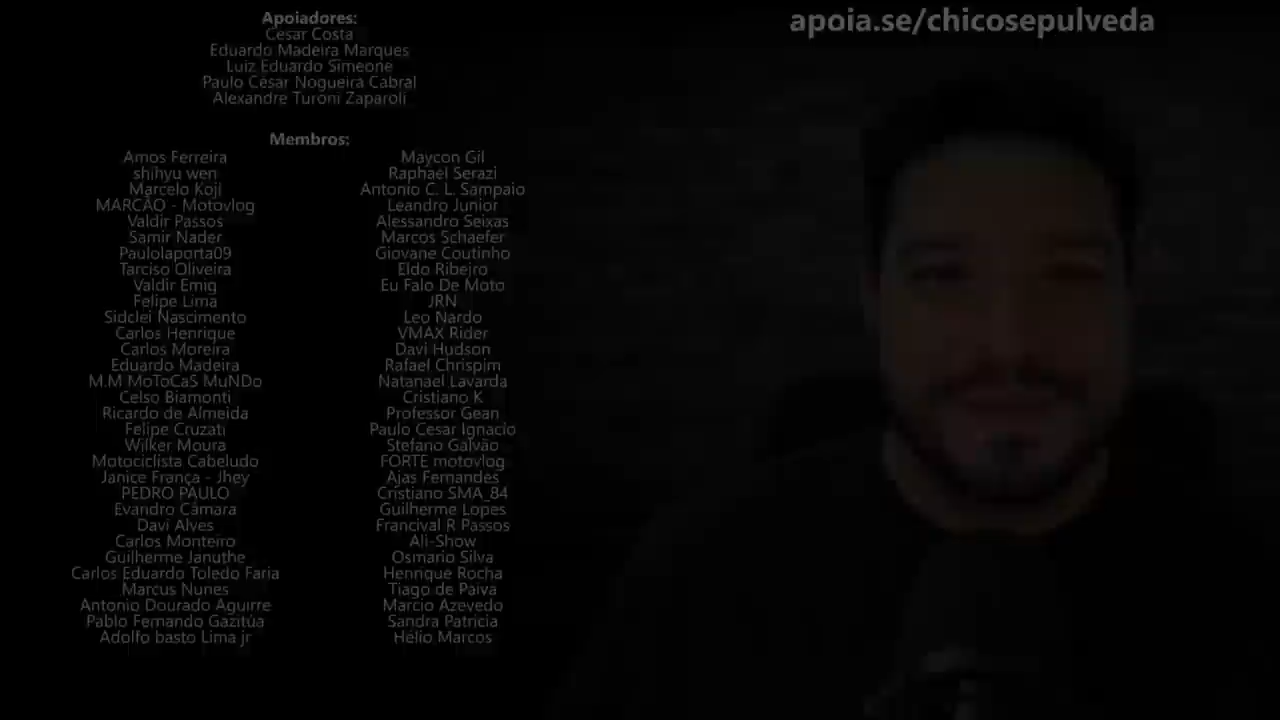 Apoiadores:
Cesar Costa
Eduardo Madeira Marques
Luiz Eduardo Simeone
Paulo César Nogueira Cabral
Alexandre Turoni Zaparoli
apoia.se/chicosepulveda
Membros:
Amos Ferreira
shihyu wen
Marcelo Koji
MARCÃO - Motovlog
Valdir Passos
Samir Nader
Paulolaporta09
Tarciso Oliveira
Valdir Emig
Felipe Lima
Sidclei Nascimento
Carlos Henrique
Carlos Moreira
Eduardo Madeira
M.M MoToCaS MuNDo
Celso Biamonti
Ricardo de Almeida
Felipe Cruzati
Wilker Moura
Motociclista Cabeludo
Janice França - Jhey
PEDRO PAULO
Evandro Câmara
Davi Alves
Carlos Monteiro
Guilherme Januthe
Carlos Eduardo Toledo Faria
Marcus Nunes
Antonio Dourado Aguirre
Pablo Fernando Gazitúa
Adolfo basto Lima jr
Maycon Gil
Raphael Serazi
Antonio C. L. Sampaio
Leandro Junior
Alessandro Seixas
Marcos Schaefer
Giovane Coutinho
Eldo Ribeiro
Eu Falo De Moto
JRN
Leo Nardo
VMAX Rider
Davi Hudson
Rafael Chrispim
Natanael Lavarda
Cristiano K
Professor Gean
Paulo Cesar Ignacio
Stefano Galvão
FORTE motovlog
Ajas Fernandes
Cristiano SMA_84
Guilherme Lopes
Francival R Passos
Ali-Show
Osmario Silva
Henrique Rocha
Tiago de Paiva
Marcio Azevedo
Sandra Patricia
Hélio Marcos